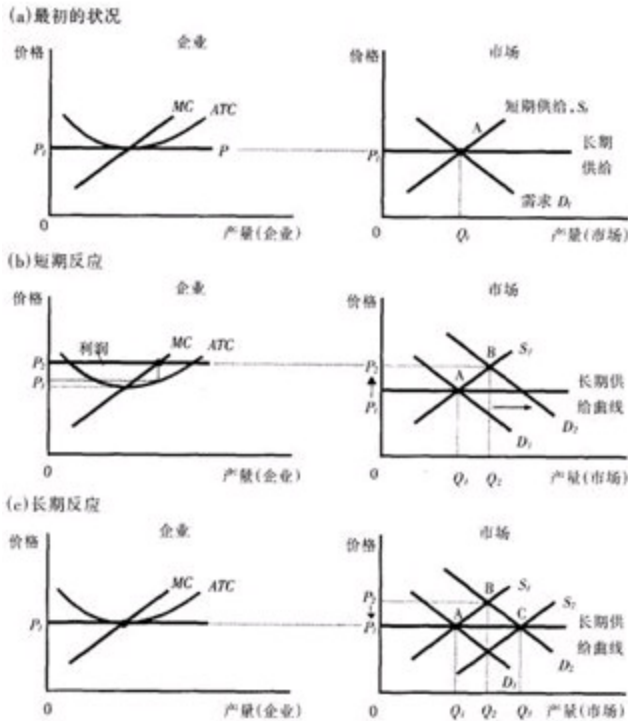 (a)最初的状况
企业
价格
MC
ATC
P₁
P
0
产量(企业)
市场
价格
短期供给,S₁
A
P₁
长期
供给
需求 D₁
0
Q₁
产量(市场)
(b)短期反应
企业
价格
利润
MC
ATC
P₂
P₁
0
产量(企业)
市场
价格
S₁
B
A
P₂
P₁
长期供
给曲线
D₁
D₂
0
Q₁
Q₂
产量(市场)
(c)长期反应
企业
价格
MC
ATC
P₁
0
产量(企业)
市场
价格
S₁
B
S₂
P₂
A
C
P₁
长期供
给曲线
D₂
D₁
0
Q₁
Q₂
Q₃
产量(市场)